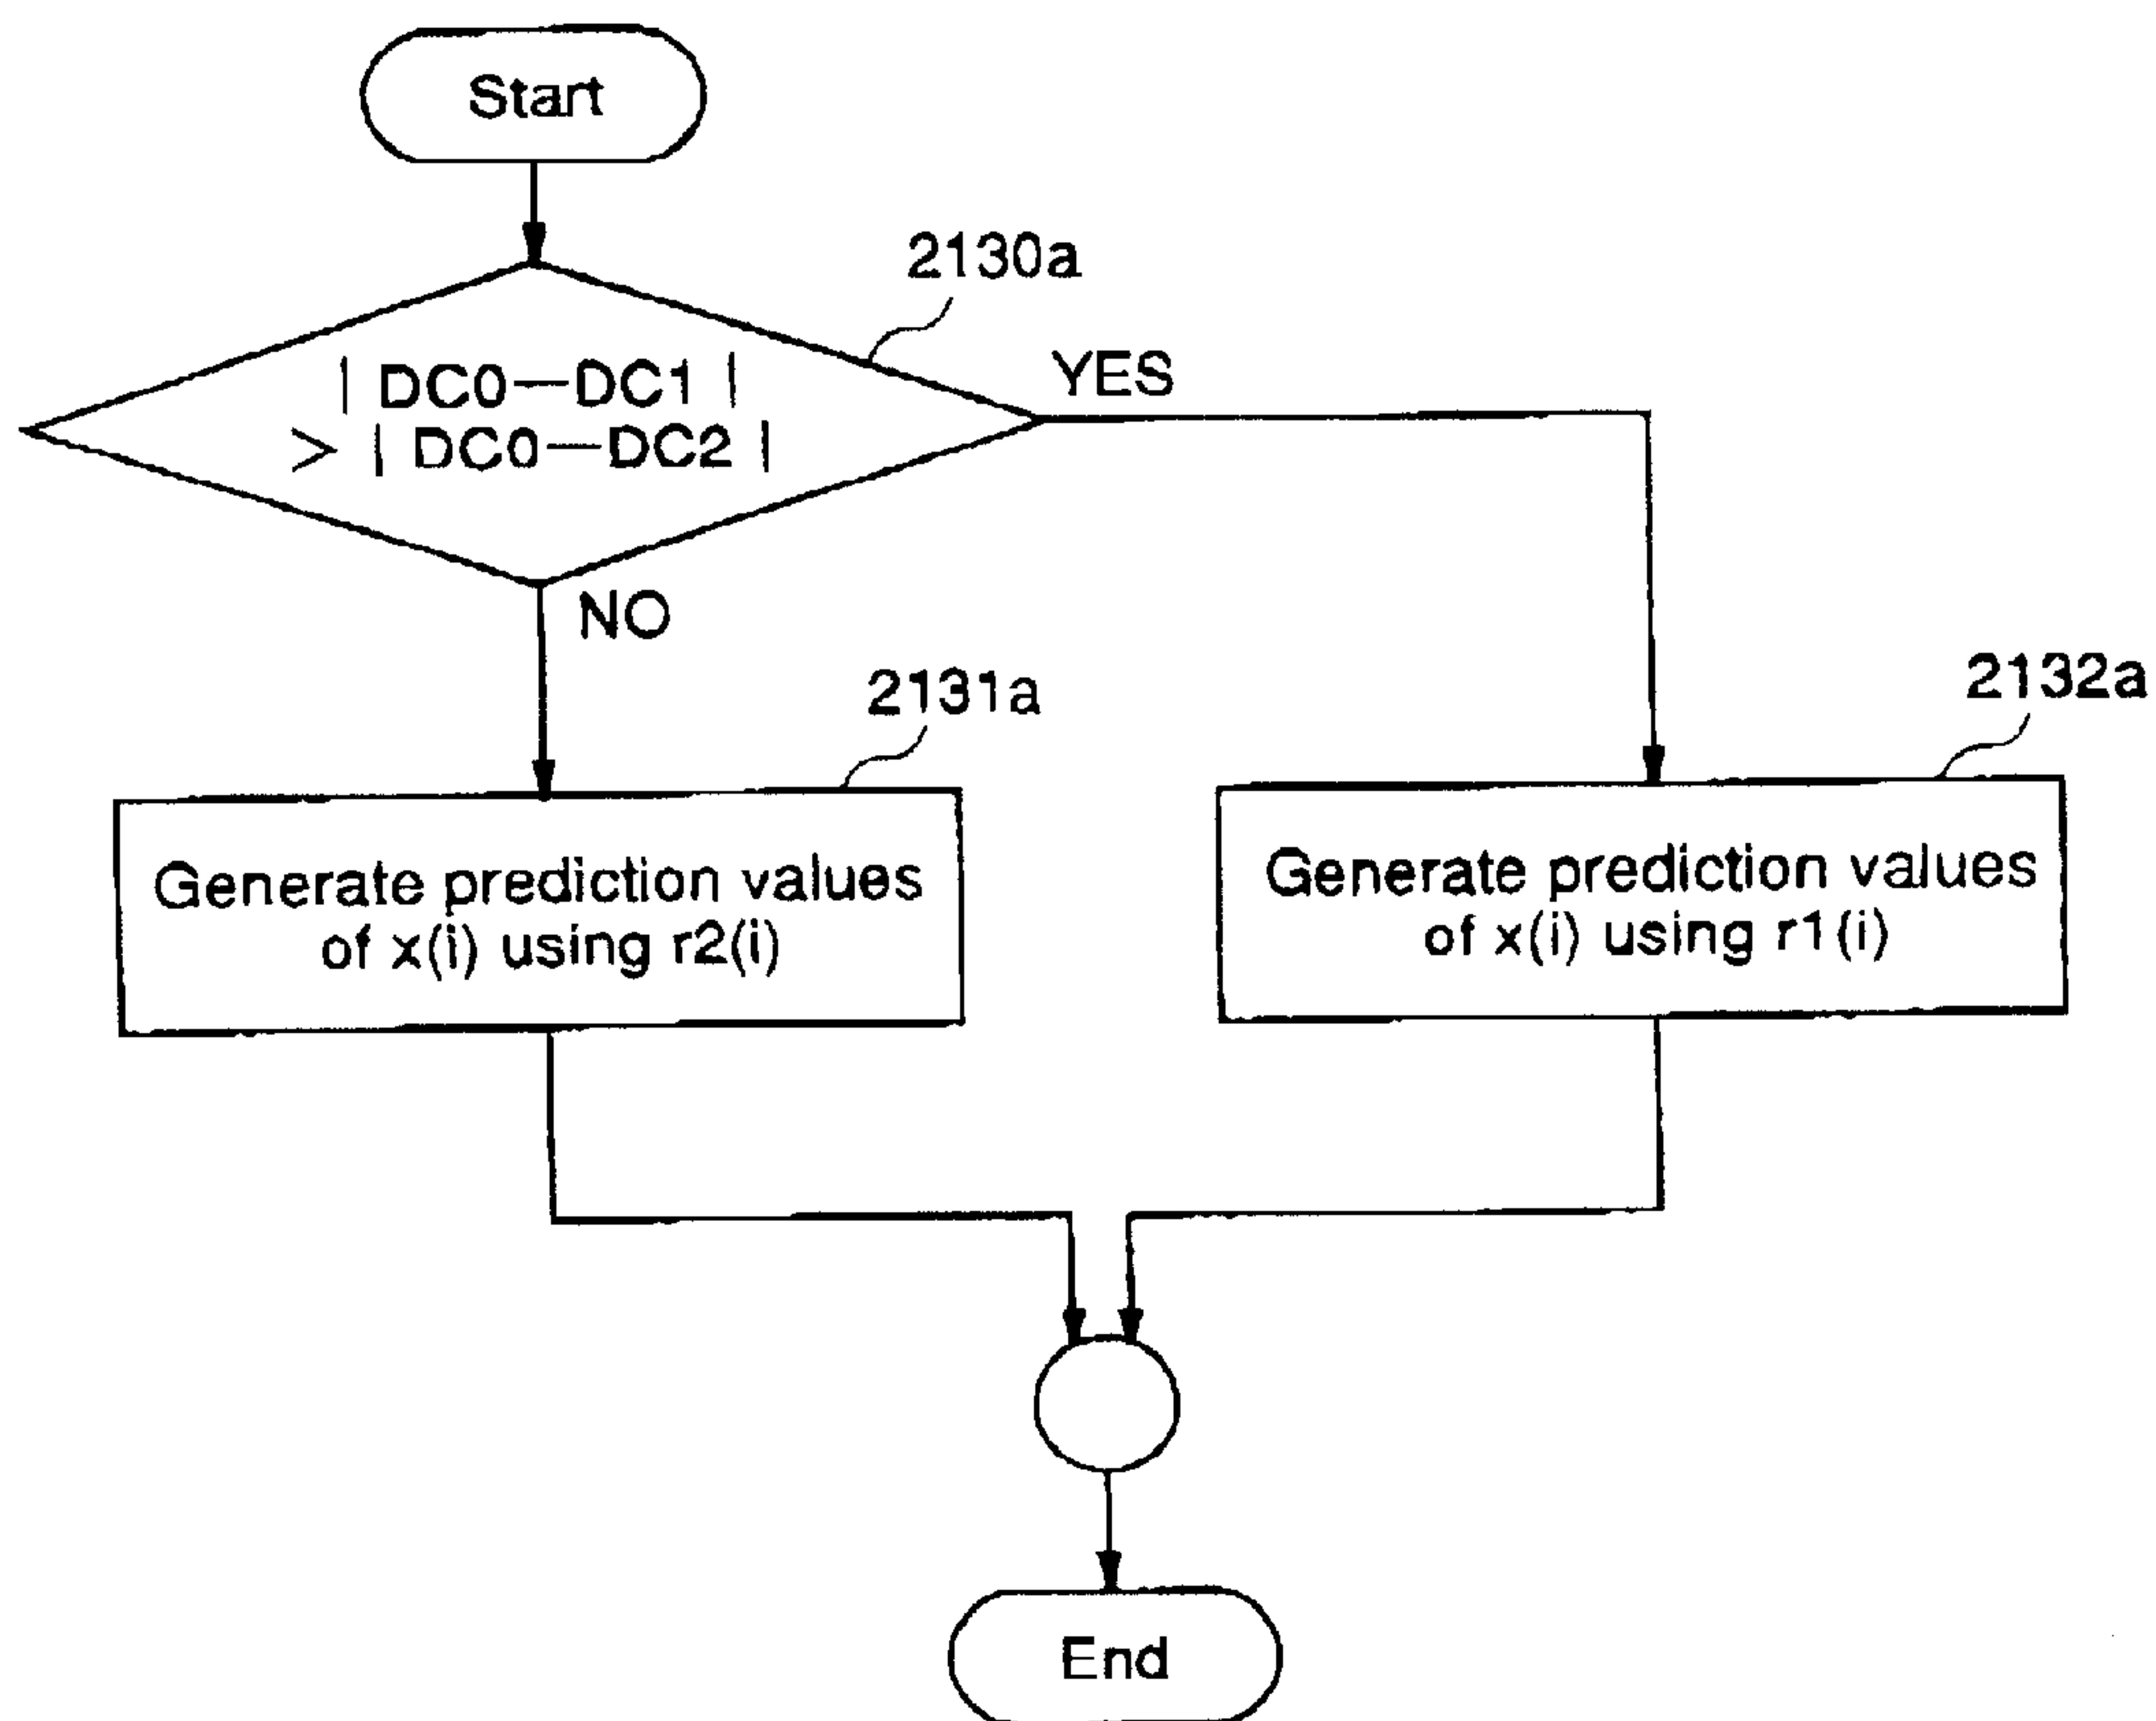 Start
2130a
| DC0—DC1 |
> | DC0—DC2 |
YES
NO
2131a
2132a
Generate prediction values
of x(i) using r2(i)
Generate prediction values
of x(i) using r1(i)
End